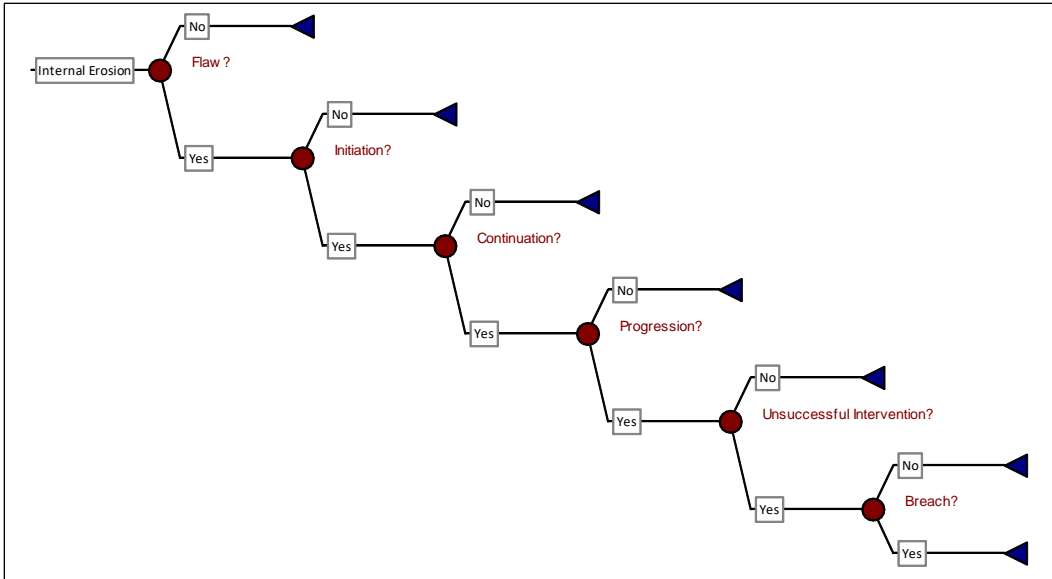 No
Internal Erosion
Flaw ?
No
Yes
Initiation?
No
Yes
Continuation?
No
Yes
Progression?
No
Yes
Unsuccessful Intervention?
No
Yes
Breach?
Yes